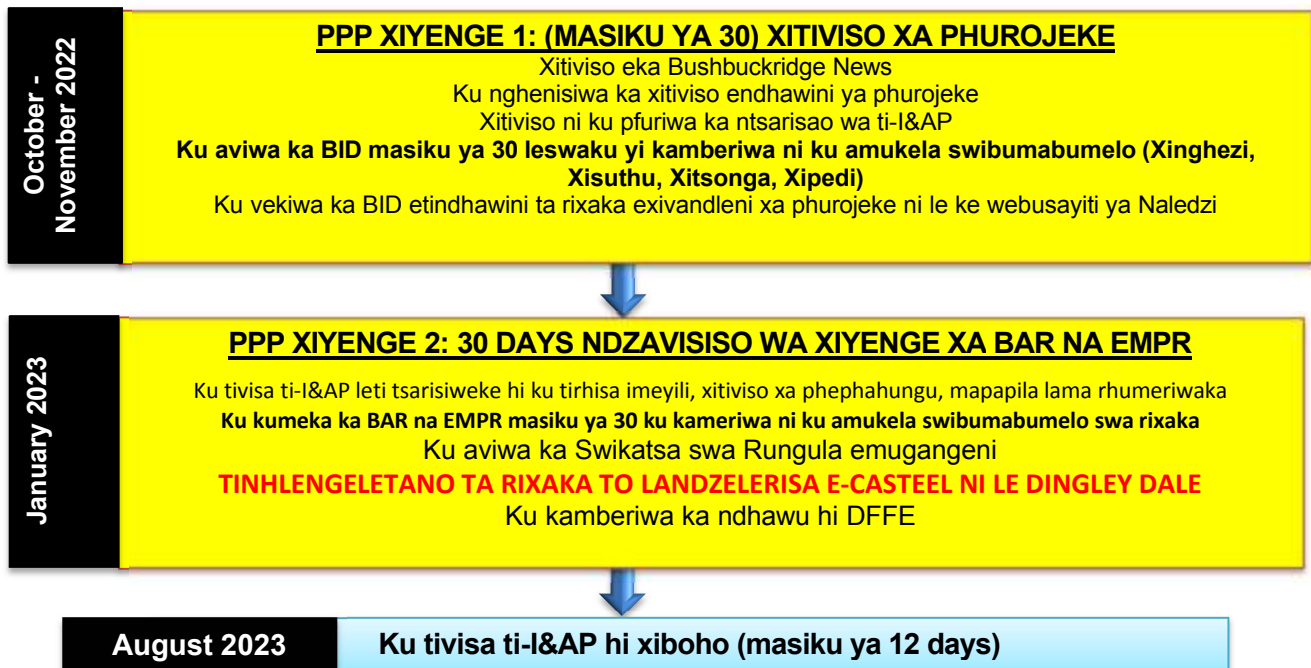 October -
November 2022
PPP XIYENGE 1: (MASIKU YA 30) XITIVISO XA PHUROJEKE
Xitiviso eka Bushbuckridge News
Ku nghenisiwa ka xitiviso endhawini ya phurojeke
Xitiviso ni ku pfuriwa ka ntsarisao wa ti-I&AP
Ku aviwa ka BID masiku ya 30 leswaku yi kamberiwa ni ku amukela swibumabumelo (Xinghezi,
Xisuthu, Xitsonga, Xipedi)
Ku vekiwa ka BID etindhawini ta rixaka exivandleni xa phurojeke ni le ke webusayiti ya Naledzi
January 2023
PPP XIYENGE 2: 30 DAYS NDZAVISISO WA XIYENGE XA BAR NA EMPR
Ku tivisa ti-I&AP leti tsarisiweke hi ku tirhisa imeyili, xitiviso xa phephahungu, mapapila lama rhumeriwaka
Ku kumeka ka BAR na EMPR masiku ya 30 ku kameriwa ni ku amukela swibumabumelo swa rixaka
Ku aviwa ka Swikatsa swa Rungula emugangeni
TINHLENGELETANO TA RIXAKA TO LANDZELERISA E-CASTEEL NI LE DINGLEY DALE
Ku kamberiwa ka ndhawu hi DFFE
August 2023
Ku tivisa ti-I&AP hi xiboho (masiku ya 12 days)